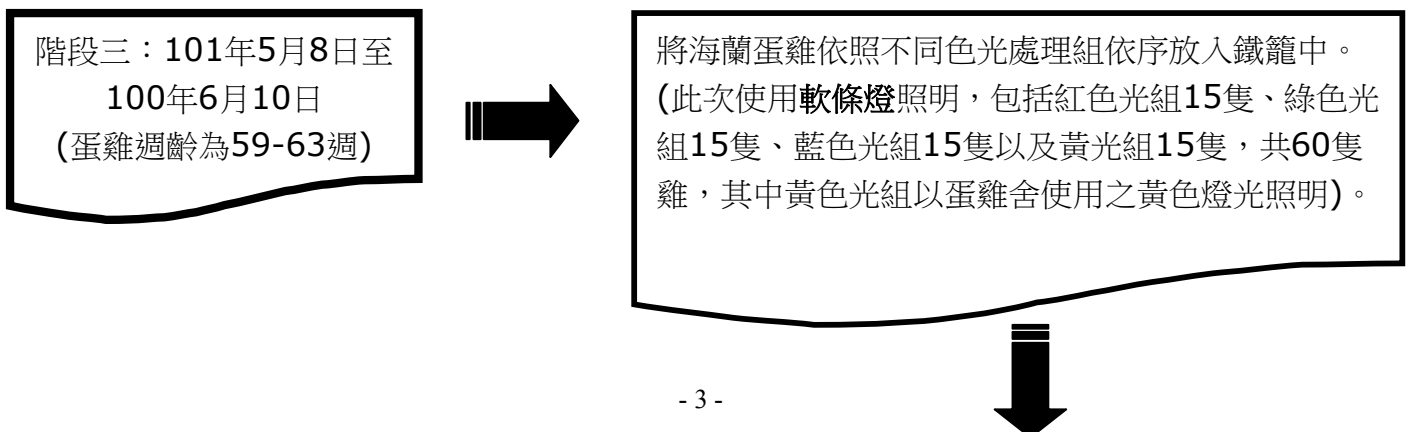 階段三：101年5月8日至
100年6月10日
(蛋雞週齡為59-63週)
將海蘭蛋雞依照不同色光處理組依序放入鐵籠中。
(此次使用軟條燈照明，包括紅色光組15隻、綠色光
組15隻、藍色光組15隻以及黃光組15隻，共60隻
雞，其中黃色光組以蛋雞舍使用之黃色燈光照明)。
- 3 -